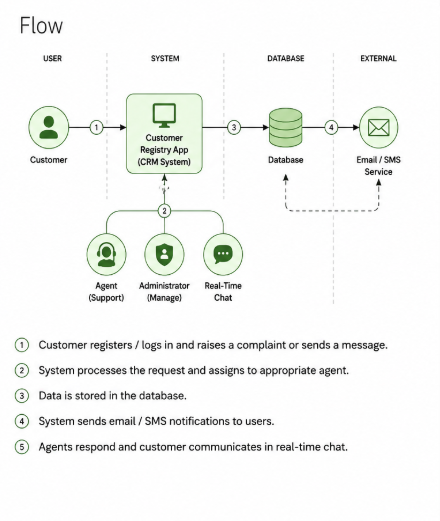 Flow
USER
SYSTEM
DATABASE
EXTERNAL
1
3
4
Customer
Customer
Registry App
(CRM System)
Database
Email / SMS
Service
2
Agent
(Support)
Administrator
(Manage)
Real-Time
Chat
1 Customer registers / logs in and raises a complaint or sends a message.
2 System processes the request and assigns to appropriate agent.
3 Data is stored in the database.
4 System sends email / SMS notifications to users.
5 Agents respond and customer communicates in real-time chat.